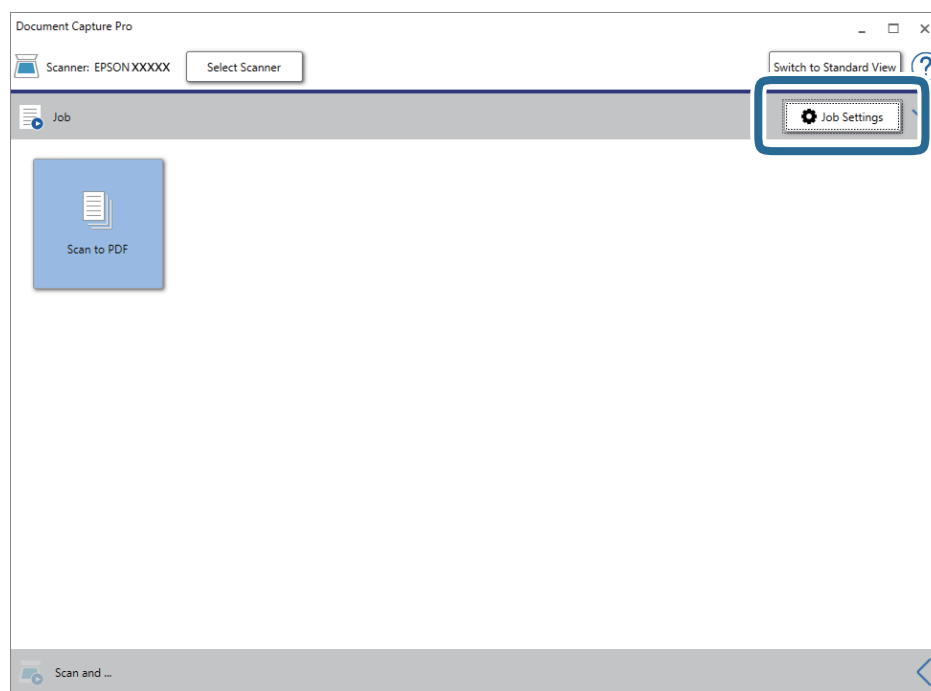 Document Capture Pro
Scanner: EPSON XXXXX
Select Scanner
Switch to Standard View
?
Job
Job Settings
Scan to PDF
Scan and ...